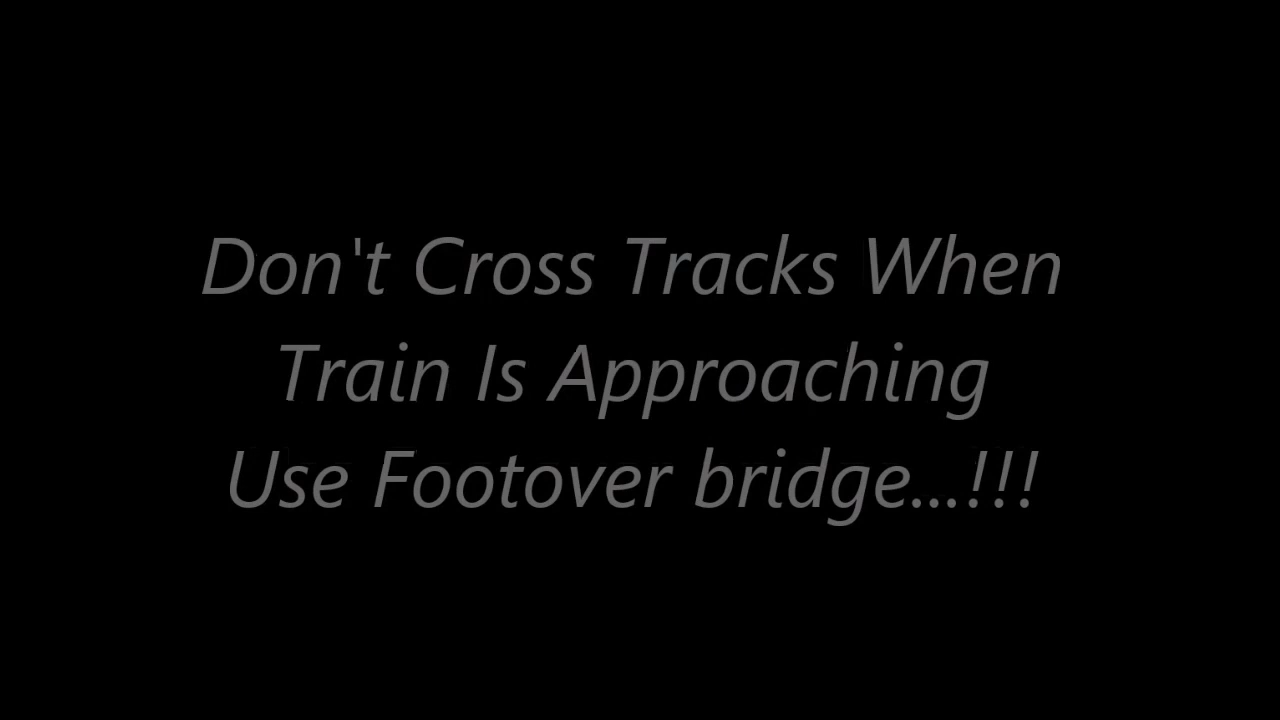 Don't Cross Tracks When
Train Is Approaching
Use Footover bridge...!!!